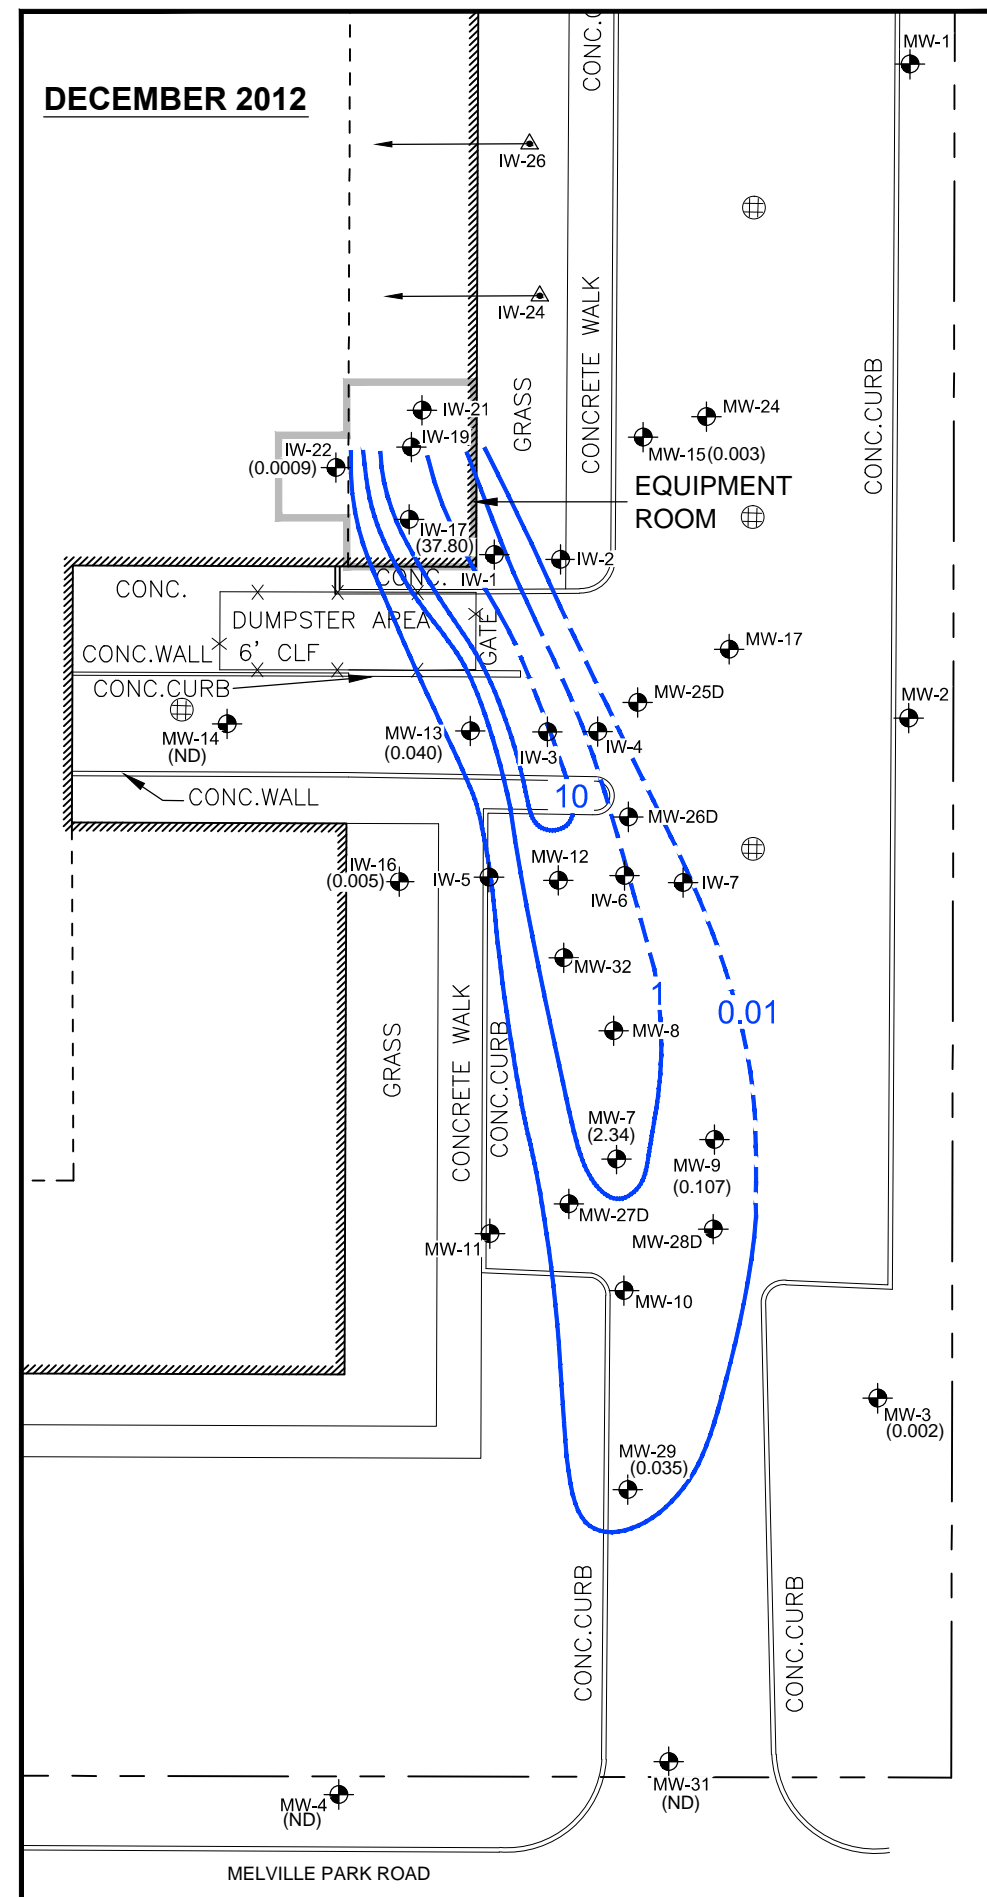 DECEMBER 2012
MW-1
CONC.C
IW-26
IW-24
CONCRETE WALK
GRASS
CONC.CURB
MW-24
MW-15(0.003)
IW-21
IW-19
IW-22
(0.0009)
EQUIPMENT
ROOM
IW-17
(37.80)
IW-1
IW-2
CONC.
CONC.
DUMPSTER AREA
6' CLF
GATE
CONC.WALL
CONC.CURB
MW-17
MW-25D
MW-2
MW-14
(ND)
MW-13
(0.040)
IW-3
IW-4
CONC.WALL
10
MW-26D
IW-16
(0.005)
IW-5
MW-12
IW-6
IW-7
MW-32
1
0.01
MW-8
GRASS
CONCRETE WALK
CONC.CURB
MW-7
(2.34)
MW-9
(0.107)
MW-27D
MW-28D
MW-11
MW-10
MW-3
(0.002)
MW-29
(0.035)
CONC.CURB
CONC.CURB
MW-31
(ND)
MW-4
(ND)
MELVILLE PARK ROAD